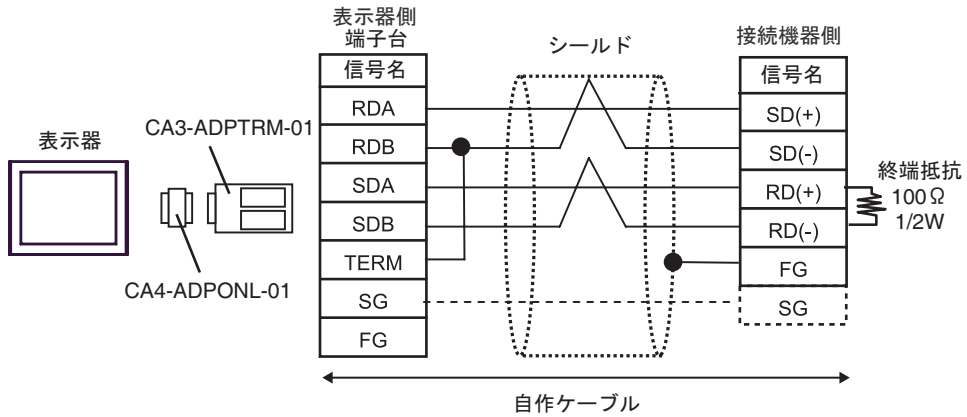 表示器側
端子台
シールド
接続機器側
信号名
信号名
RDA
SD(+)
CA3-ADPTRM-01
表示器
RDB
SD(-)
SDA
RD(+)
終端抵抗
100Ω
1/2W
SDB
RD(-)
TERM
FG
CA4-ADPONL-01
SG
SG
FG
自作ケーブル